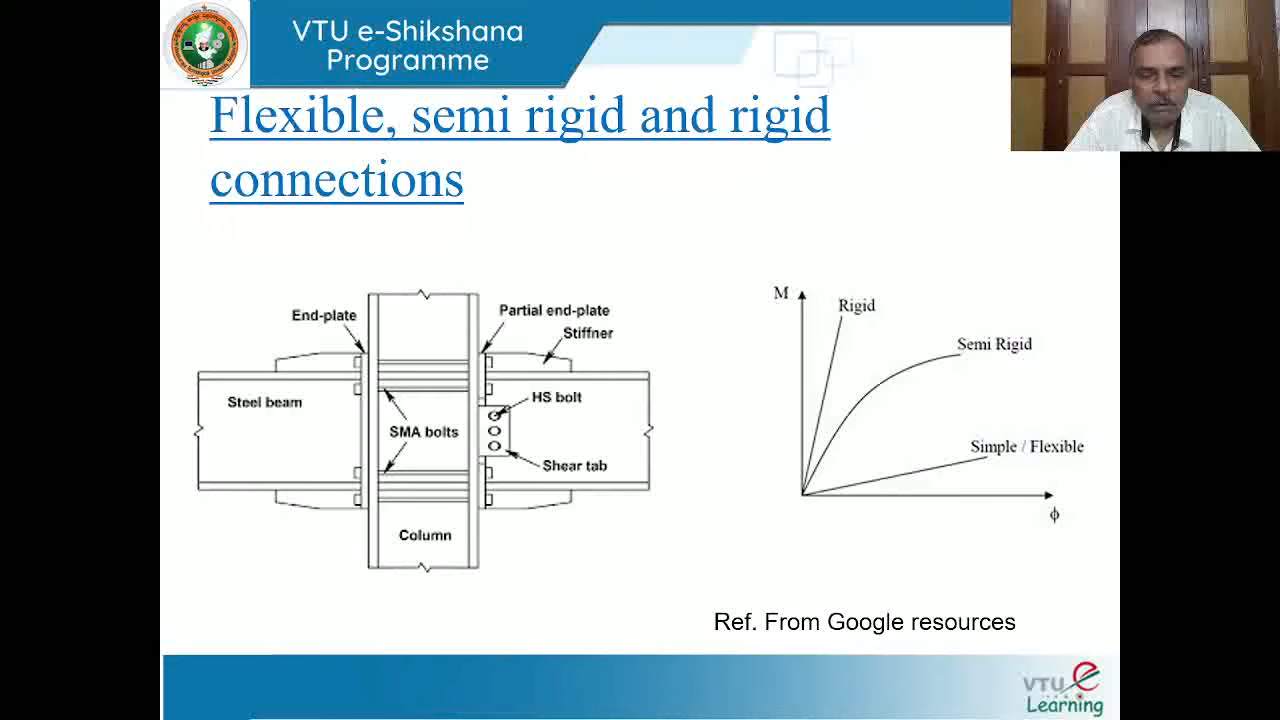 VTU e-Shikshana
Programme
Flexible, semi rigid and rigid
connections
End-plate
Partial end-plate
Stiffner
Steel beam
HS bolt
SMA bolts
Shear tab
Column
M
Rigid
Semi Rigid
Simple / Flexible
ϕ
Ref. From Google resources
VTU e
Learning